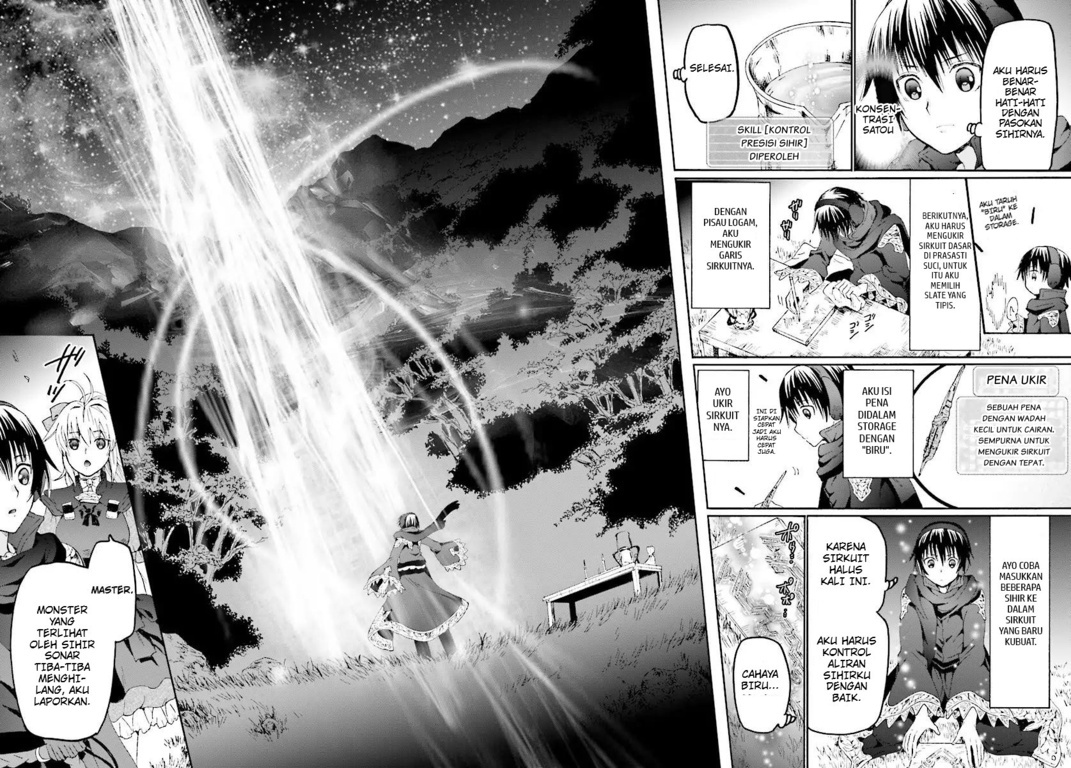 AKU HARUS
BENAR-
BENAR
HATI-HATI
DENGAN
PASOKAN
SIHIRNYA.
KONSEN-
TRASI
SATOU
SELESAI.
SKILL [KONTROL
PRESISI SIHIR]
DIPEROLEH
AKU TARUH
"BIRU" KE
DALAM
STORAGE.
BERIKUTNYA,
AKU HARUS
MENGUKIR
SIRKUIT DASAR
DI PRASASTI
SUCI, UNTUK
ITU AKU
MEMILIH
SLATE YANG
TIPIS.
DENGAN
PISAU LOGAM,
AKU
MENGUKIR
GARIS
SIRKUITNYA.
PENA UKIR
SEBUAH PENA
DENGAN WADAH
KECIL UNTUK CAIRAN.
SEMPURNA UNTUK
MENGUKIR SIRKUIT
DENGAN TEPAT.
AKU ISI
PENA
DIDALAM
STORAGE
DENGAN
"BIRU".
INI DI
SIAPKAN
CEPAT
JADI AKU
HARUS
CEPAT
JUGA.
AYO
UKIR
SIRKUIT
NYA.
AYO COBA
MASUKKAN
BEBERAPA
SIHIR KE
DALAM
SIRKUIT
YANG BARU
KUBUAT.
KARENA
SIRKUIT
HALUS
KALI INI.
AKU HARUS
KONTROL
ALIRAN
SIHIRKU
DENGAN
BAIK.
CAHAYA
BIRU...
MASTER.
MONSTER
YANG
TERLIHAT
OLEH SIHIR
SONAR
TIBA-TIBA
MENGHI-
LANG, AKU
LAPORKAN.